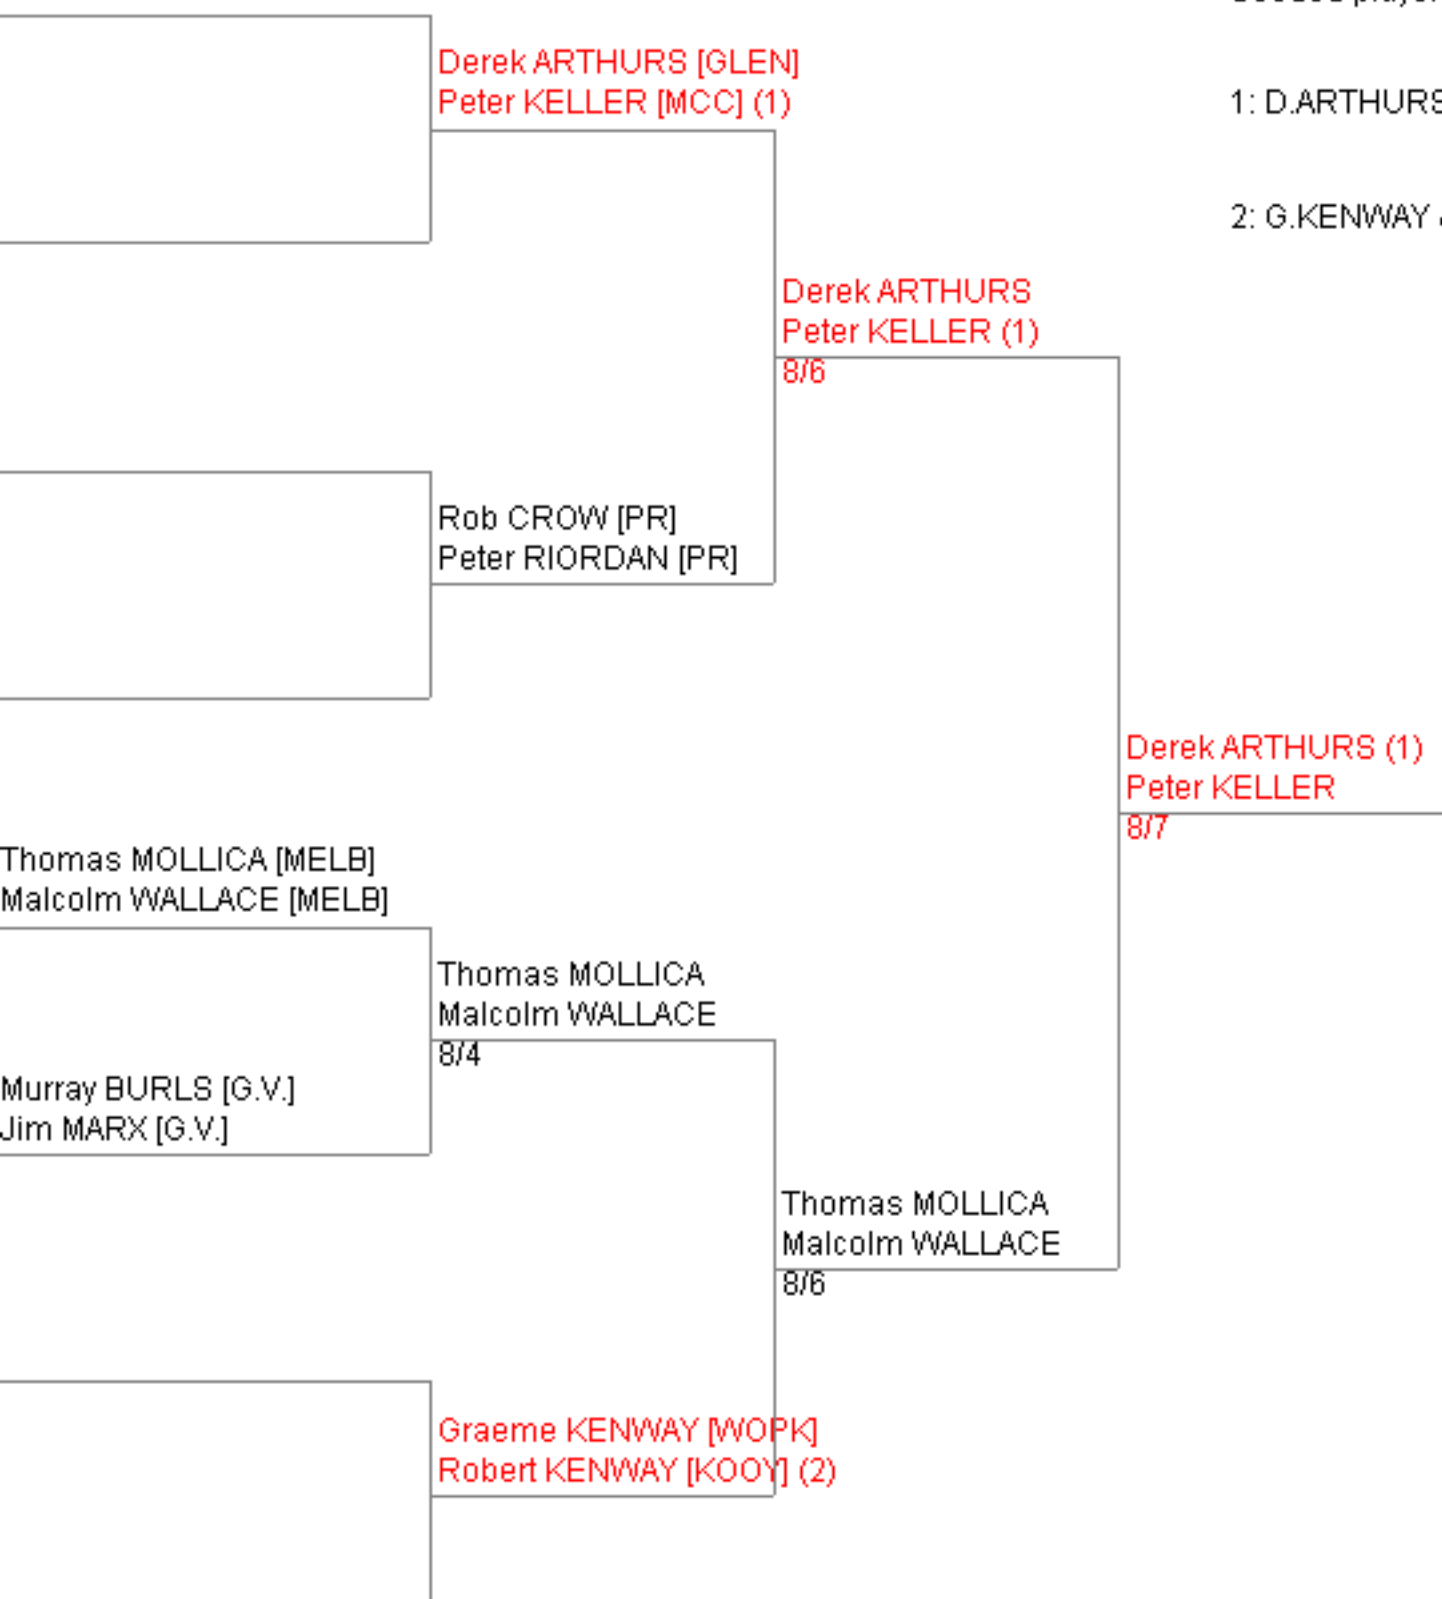 Derek ARTHURS [GLEN]
Peter KELLER [MCC] (1)
1: D.ARTHURS
2: G.KENWAY
Derek ARTHURS
Peter KELLER (1)
8/6
Rob CROW [PR]
Peter RIORDAN [PR]
Derek ARTHURS (1)
Peter KELLER
8/7
Thomas MOLLICA [MELB]
Malcolm WALLACE [MELB]
Thomas MOLLICA
Malcolm WALLACE
8/4
Murray BURLS [G.V.]
Jim MARX [G.V.]
Thomas MOLLICA
Malcolm WALLACE
8/6
Graeme KENWAY [WOPK]
Robert KENWAY [KOOY] (2)